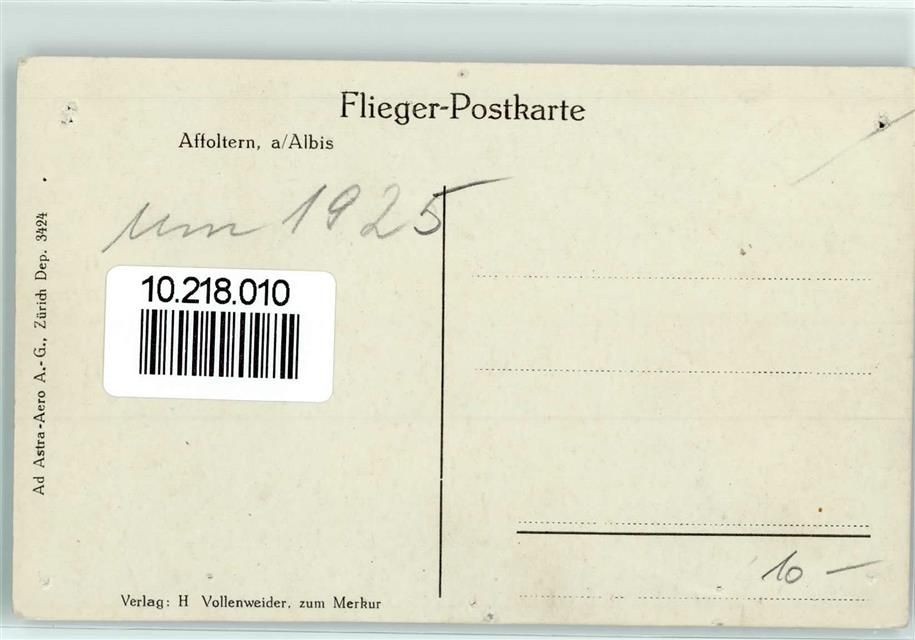 Flieger-Postkarte
Affoltern, a/Albis
um 1925
10.218.010
Ad Astra-Aero A.-G., Zürich Dep. 3424
10 —
Verlag: H Vollenweider, zum Merkur